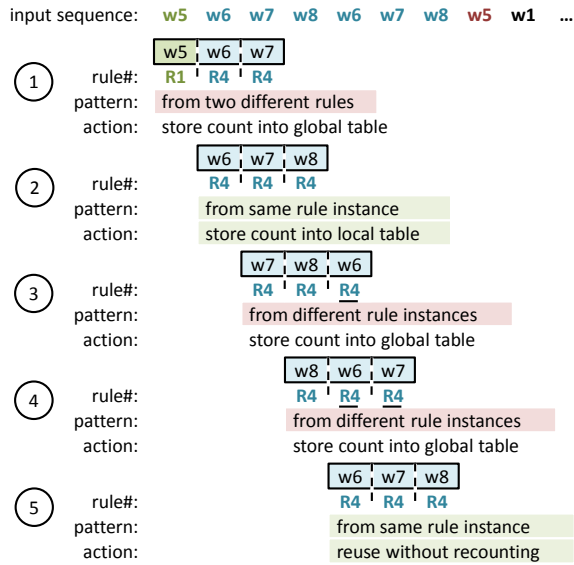 input sequence: w5 w6 w7 w8 w6 w7 w8 w5 w1 ...
w5 w6 w7
1
rule#: R1 R4 R4
pattern: from two different rules
action: store count into global table
w6 w7 w8
2
rule#: R4 R4 R4
pattern: from same rule instance
action: store count into local table
w7 w8 w6
3
rule#: R4 R4 R4
pattern: from different rule instances
action: store count into global table
w8 w6 w7
4
rule#: R4 R4 R4
pattern: from different rule instances
action: store count into global table
w6 w7 w8
5
rule#: R4 R4 R4
pattern: from same rule instance
action: reuse without recounting